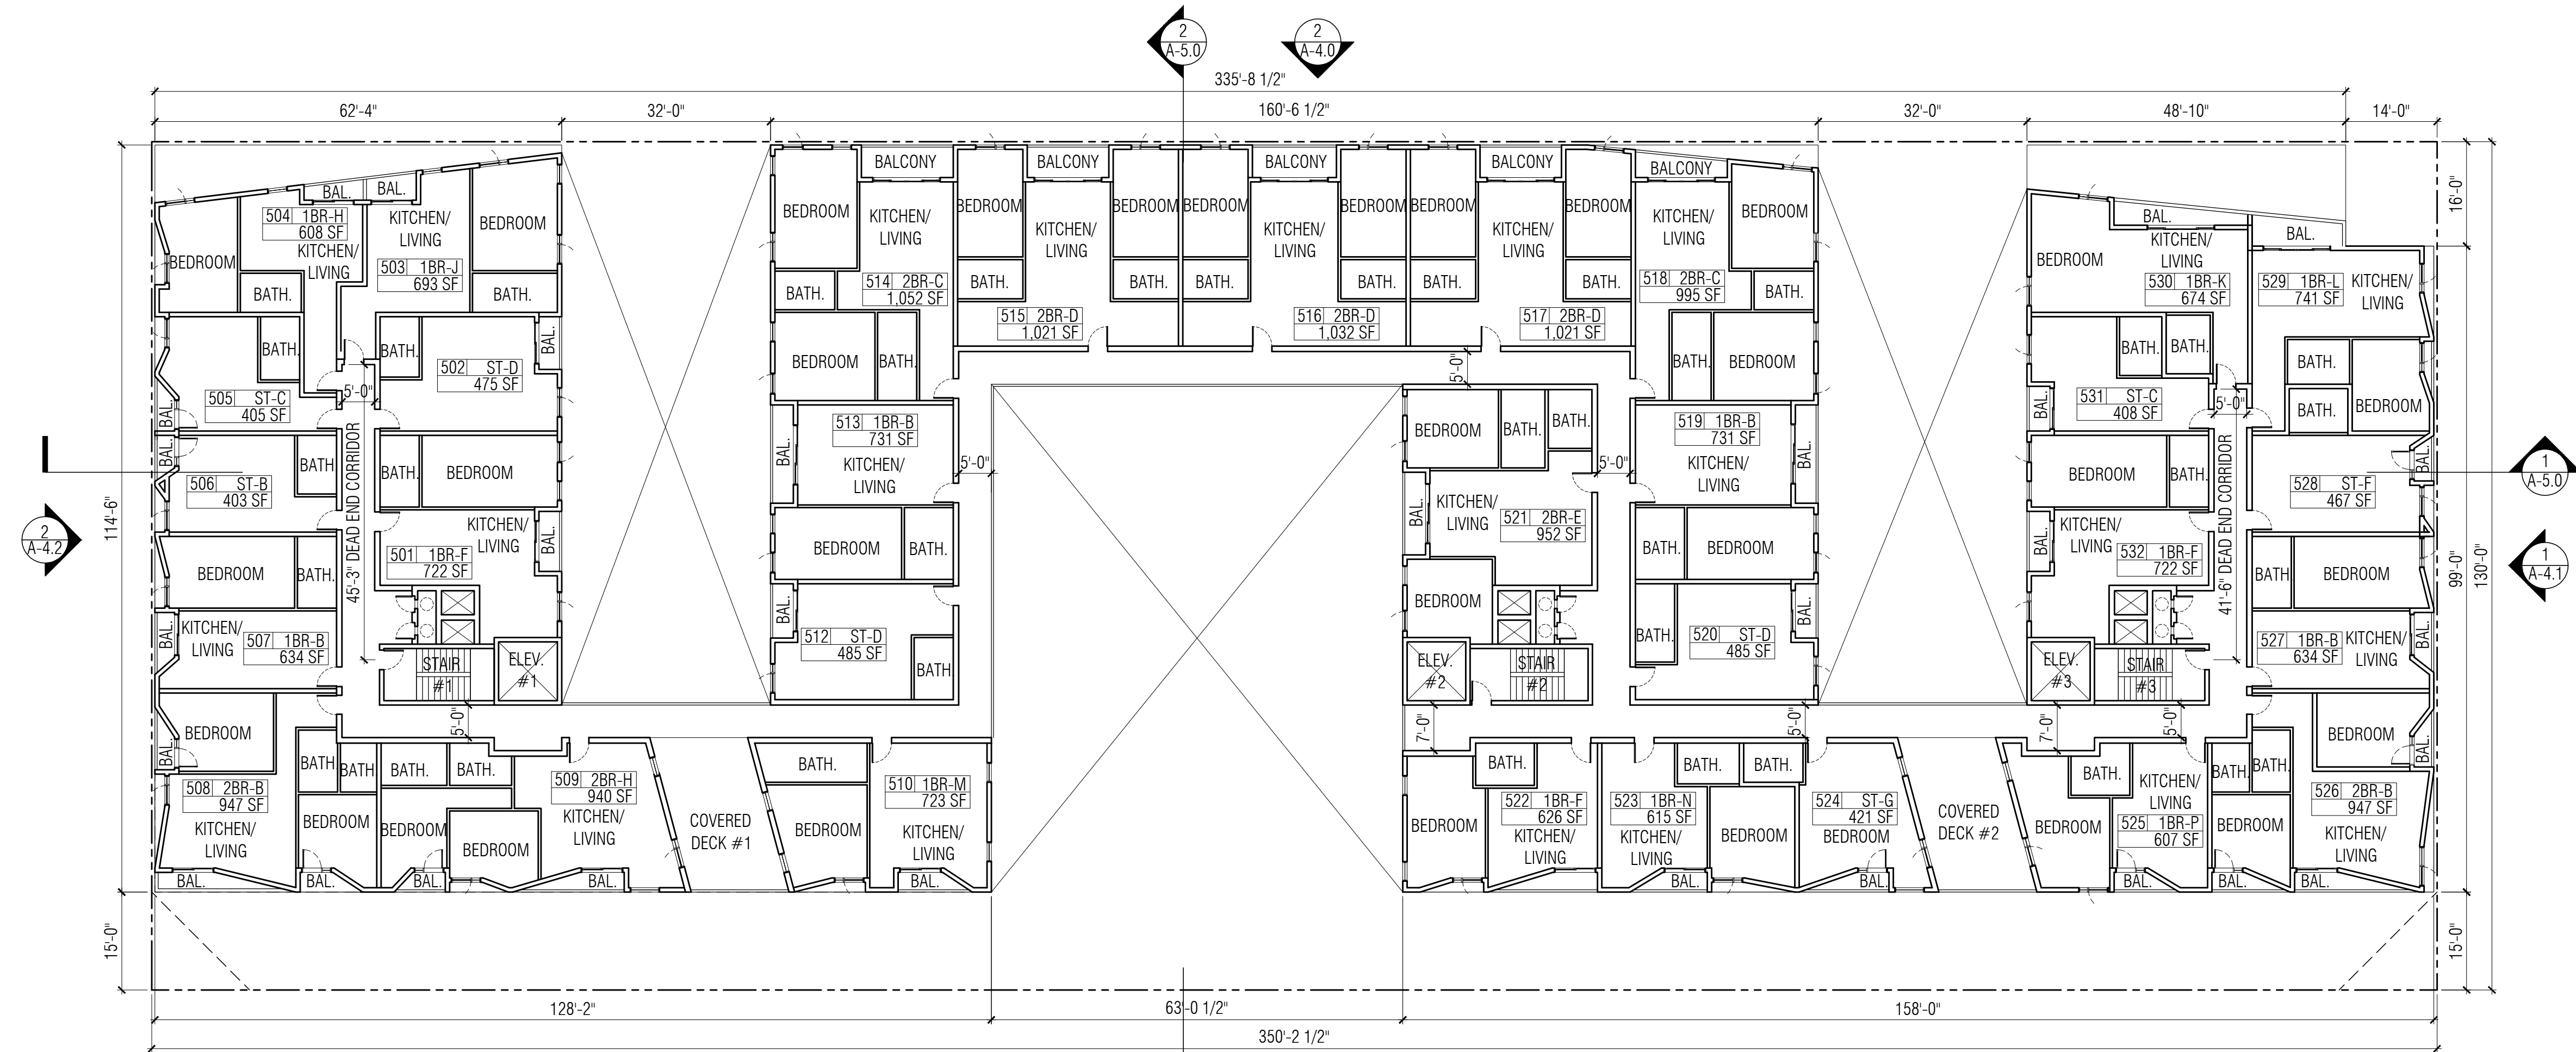 2
A-5.0
2
A-4.0
335'-8 1/2"
62'-4"
32'-0"
160'-6 1/2"
32'-0"
48'-10"
14'-0"
BAL.
BAL.
504 1BR-H
608 SF
KITCHEN/
LIVING
BEDROOM
BATH.
KITCHEN/
LIVING
BEDROOM
503 1BR-J
693 SF
BATH.
BATH.
505 ST-C
405 SF
BAL.
5'-0"
BATH.
502 ST-D
475 SF
BAL.
BAL.
BATH
506 ST-B
403 SF
45'-3" DEAD END CORRIDOR
BATH.
BEDROOM
KITCHEN/
LIVING
501 1BR-F
722 SF
BAL.
BEDROOM
BATH.
KITCHEN/
LIVING
507 1BR-B
634 SF
BAL.
STAIR
#1
ELEV.
#1
5'-0"
BEDROOM
BAL.
508 2BR-B
947 SF
KITCHEN/
LIVING
BAL.
BATH.
BATH.
BEDROOM
BAL.
BATH.
BATH.
BEDROOM
BEDROOM
BAL.
509 2BR-H
940 SF
KITCHEN/
LIVING
BAL.
COVERED
DECK #1
BATH.
BEDROOM
510 1BR-M
723 SF
KITCHEN/
LIVING
BAL.
BALCONY
BEDROOM
KITCHEN/
LIVING
BATH.
514 2BR-C
1,052 SF
BEDROOM
BATH.
BALCONY
BEDROOM
KITCHEN/
LIVING
BEDROOM
BATH.
BATH.
515 2BR-D
1,021 SF
BALCONY
BEDROOM
KITCHEN/
LIVING
BEDROOM
BATH.
BATH.
516 2BR-D
1,032 SF
BALCONY
BEDROOM
KITCHEN/
LIVING
BEDROOM
BATH.
BATH.
517 2BR-D
1,021 SF
BALCONY
KITCHEN/
LIVING
BEDROOM
518 2BR-C
995 SF
BATH.
BATH.
BEDROOM
513 1BR-B
731 SF
BAL.
KITCHEN/
LIVING
5'-0"
BEDROOM
BATH.
BAL.
512 ST-D
485 SF
BATH
5'-0"
BEDROOM
BATH.
BATH.
BAL.
KITCHEN/
LIVING
521 2BR-E
952 SF
5'-0"
BEDROOM
ELEV.
#2
STAIR
#2
519 1BR-B
731 SF
KITCHEN/
LIVING
BAL.
BATH.
BEDROOM
BATH.
520 ST-D
485 SF
BAL.
7'-0"
5'-0"
BEDROOM
BATH.
522 1BR-F
626 SF
KITCHEN/
LIVING
523 1BR-N
615 SF
KITCHEN/
LIVING
BATH.
BATH.
BEDROOM
BAL.
524 ST-G
421 SF
BEDROOM
BAL.
COVERED
DECK #2
BEDROOM
BATH.
KITCHEN/
LIVING
525 1BR-P
607 SF
BAL.
BATH.
BATH.
BEDROOM
BAL.
BEDROOM
BAL.
526 2BR-B
947 SF
KITCHEN/
LIVING
BAL.
BAL.
BEDROOM
KITCHEN/
LIVING
530 1BR-K
674 SF
BATH.
BATH.
531 ST-C
408 SF
BAL.
5'-0"
BAL.
529 1BR-L
741 SF
KITCHEN/
LIVING
BATH.
BATH.
BEDROOM
BEDROOM
BATH.
KITCHEN/
LIVING
BAL.
532 1BR-F
722 SF
41'-6" DEAD END CORRIDOR
528 ST-F
467 SF
BAL.
BATH
BEDROOM
527 1BR-B
634 SF
KITCHEN/
LIVING
BAL.
ELEV.
#3
STAIR
#3
7'-0"
5'-0"
16'-0"
99'-0"
130'-0"
15'-0"
1
A-5.0
1
A-4.1
2
A-4.2
114'-6"
15'-0"
128'-2"
63'-0 1/2"
158'-0"
350'-2 1/2"